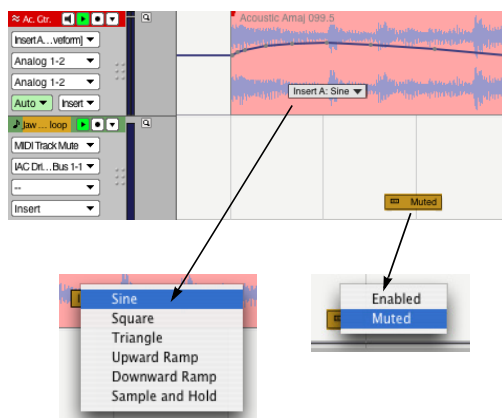 Ac. Gtr.
Acoustic Amaj 099.5
InsertA...veform]
Analog 1-2
Analog 1-2
Auto
Insert
Insert A: Sine
Jaw ... loop
MIDI Track Mute
IAC Dri...Bus 1-1
--
Insert
Muted
Sine
Square
Triangle
Upward Ramp
Downward Ramp
Sample and Hold
Enabled
Muted